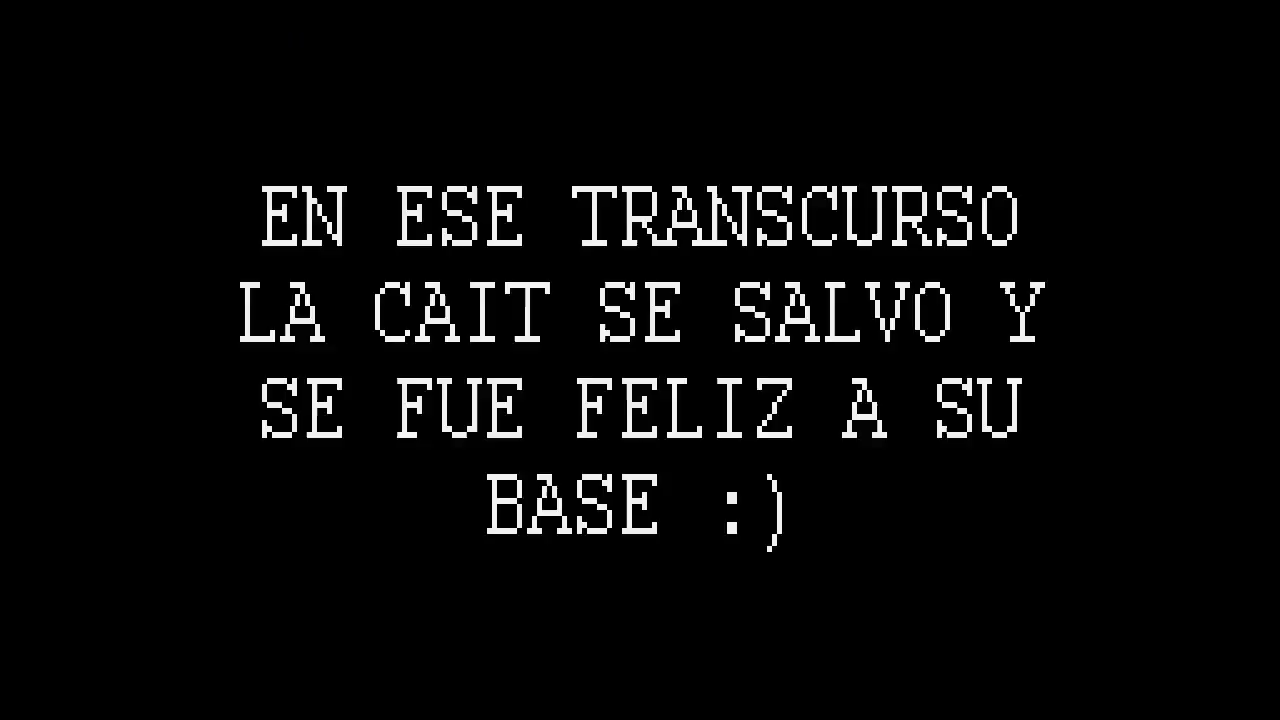 EN ESE TRANSCURSO
LA CAIT SE SALVO Y
SE FUE FELIZ A SU
BASE :)